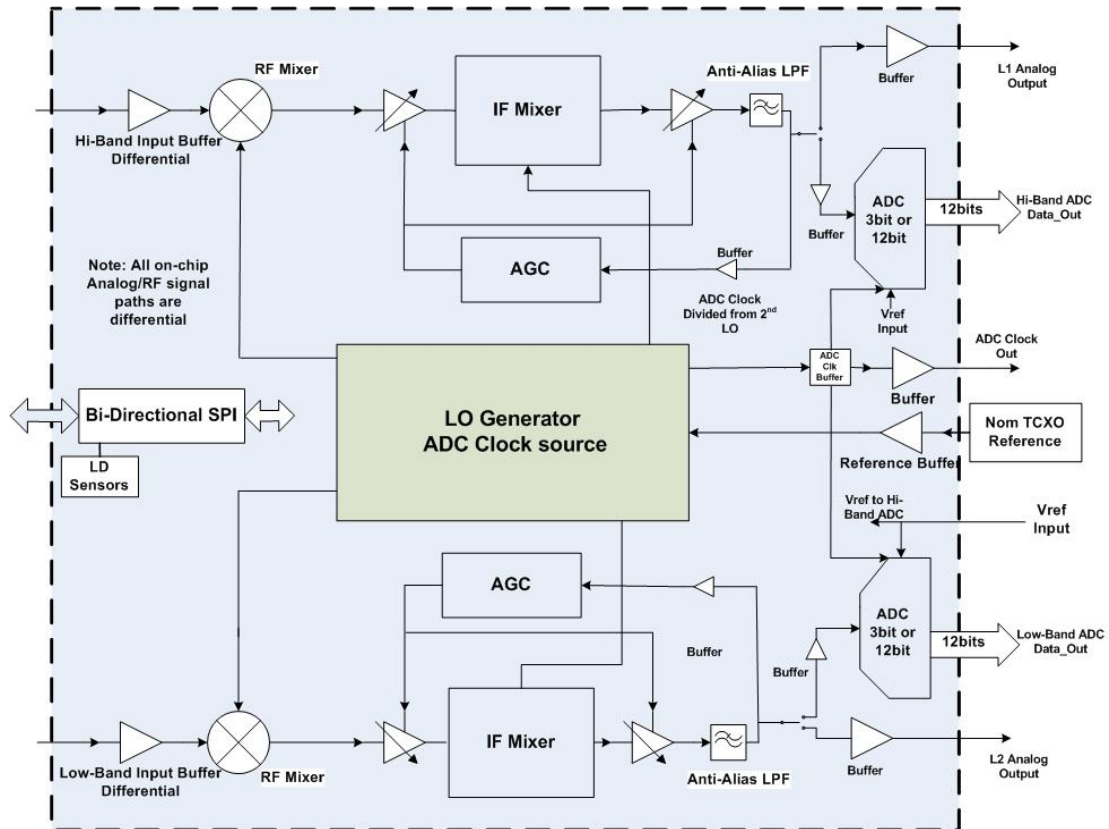 RF Mixer
Anti-Alias LPF
Buffer
L1 Analog
Output
IF Mixer
Hi-Band Input Buffer
Differential
ADC
3bit or
12bit
12bits
Hi-Band ADC
Data_Out
Buffer
AGC
Buffer
Note: All on-chip
Analog/RF signal
paths are
differential
ADC Clock
Divided from 2nd
LO
Vref
Input
ADC Clock
Out
ADC
Clk
Buffer
Buffer
Bi-Directional SPI
LO Generator
ADC Clock source
Nom TCXO
Reference
Reference Buffer
LD
Sensors
Vref to Hi-
Band ADC
Vref
Input
AGC
ADC
3bit or
12bit
12bits
Low-Band ADC
Data_Out
Buffer
Buffer
IF Mixer
Low-Band Input Buffer
Differential
RF Mixer
Anti-Alias LPF
Buffer
L2 Analog
Output